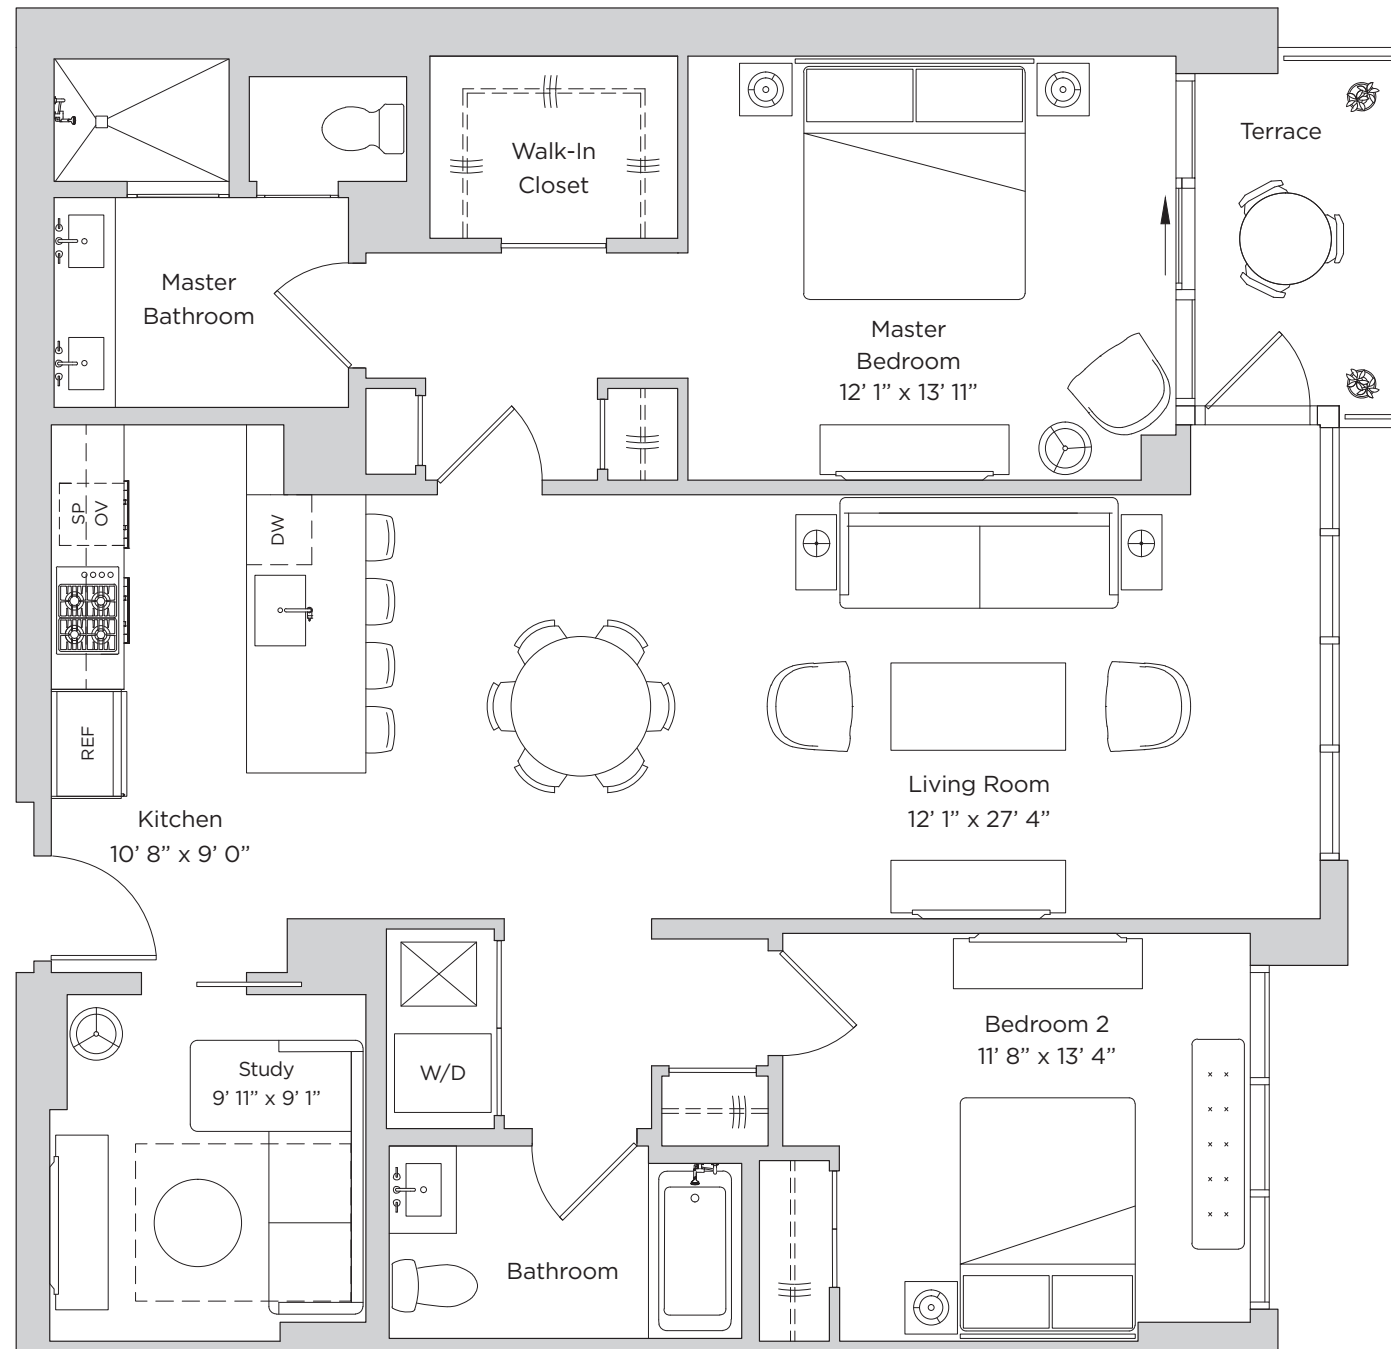 Terrace
Walk-In
Closet
Master
Bathroom
Master
Bedroom
12’ 1” x 13’ 11”
SP
OV
DW
REF
Kitchen
10’ 8” x 9’ 0”
Living Room
12’ 1” x 27’ 4”
Study
9’ 11” x 9’ 1”
W/D
Bedroom 2
11’ 8” x 13’ 4”
Bathroom